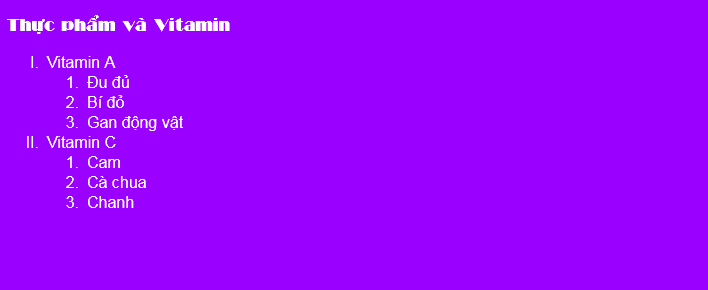 Thực phẩm và Vitamin
I. Vitamin A
1. Đu đủ
2. Bí đỏ
3. Gan động vật
II. Vitamin C
1. Cam
2. Cà chua
3. Chanh